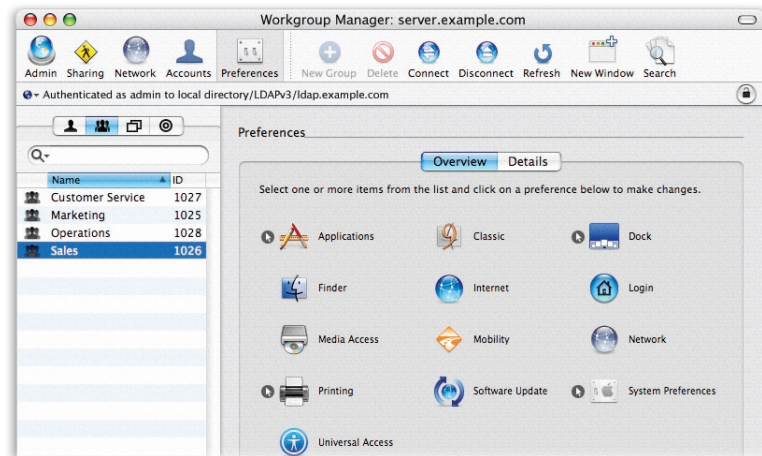 Workgroup Manager: server.example.com
Admin Sharing Network Accounts Preferences New Group Delete Connect Disconnect Refresh New Window Search
Authenticated as admin to local directory/LDAPv3/ldap.example.com
Preferences
Overview Details
Name ID
Customer Service 1027
Marketing 1025
Operations 1028
Sales 1026
Select one or more items from the list and click on a preference below to make changes.
Applications Classic Dock
Finder Internet Login
Media Access Mobility Network
Printing Software Update System Preferences
Universal Access